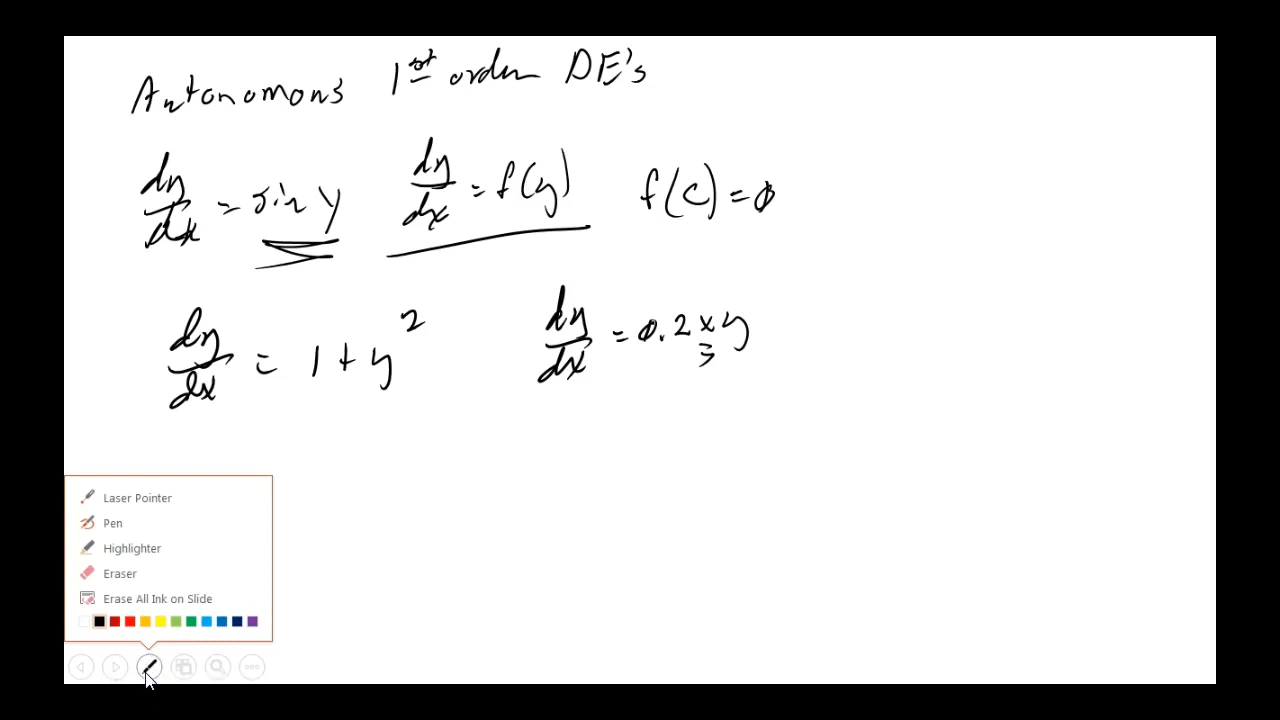 Autonomous 1st order DE's
dy/dx = sin y dy/dx = f(y) f(c) = 0
dy/dx = 1 + y² dy/dx = 0.2xy
Laser Pointer
Pen
Highlighter
Eraser
Erase All Ink on Slide